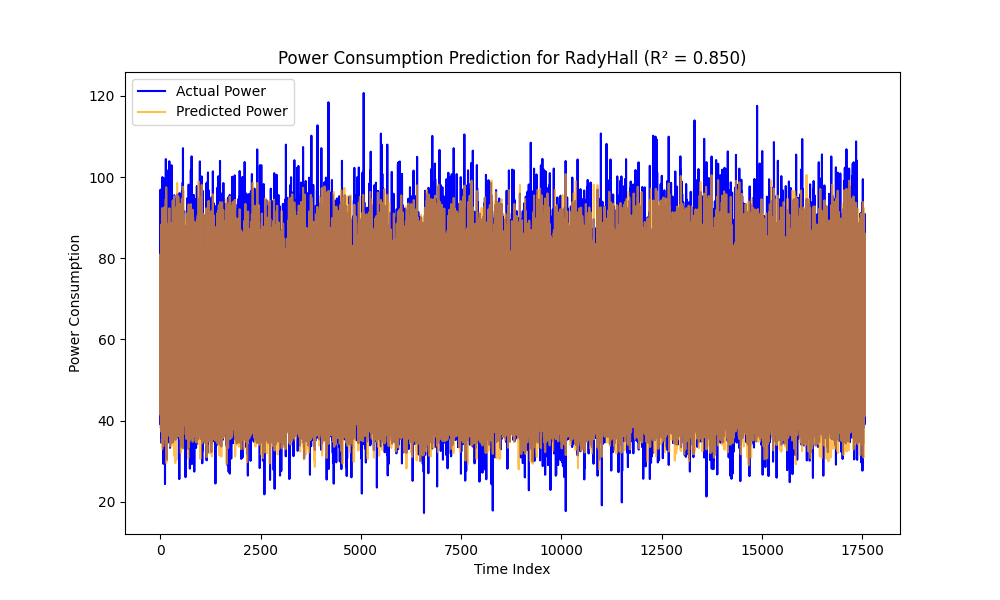 Power Consumption Prediction for RadyHall (R² = 0.850)
Actual Power
Predicted Power
120
100
80
60
40
20
Power Consumption
0
2500
5000
7500
10000
12500
15000
17500
Time Index